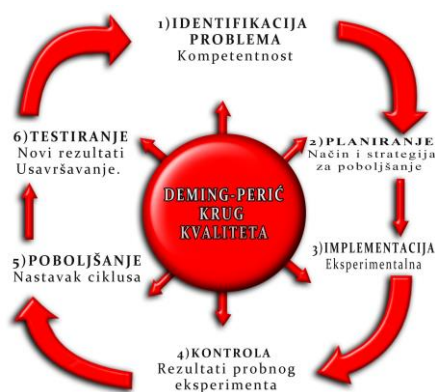 1)IDENTIFIKACIJA
PROBLEMA
Kompetentnost
2)PLANIRANJE
Način i strategija
za poboljšanje
3)IMPLEMENTACIJA
Eksperimentalna
4)KONTROLA
Rezultati probnog
eksperimenta
5)POBOLJŠANJE
Nastavak ciklusa
6)TESTIRANJE
Novi rezultati
Usavršavanje.
DEMING-PERIĆ
KRUG
KVALITETA